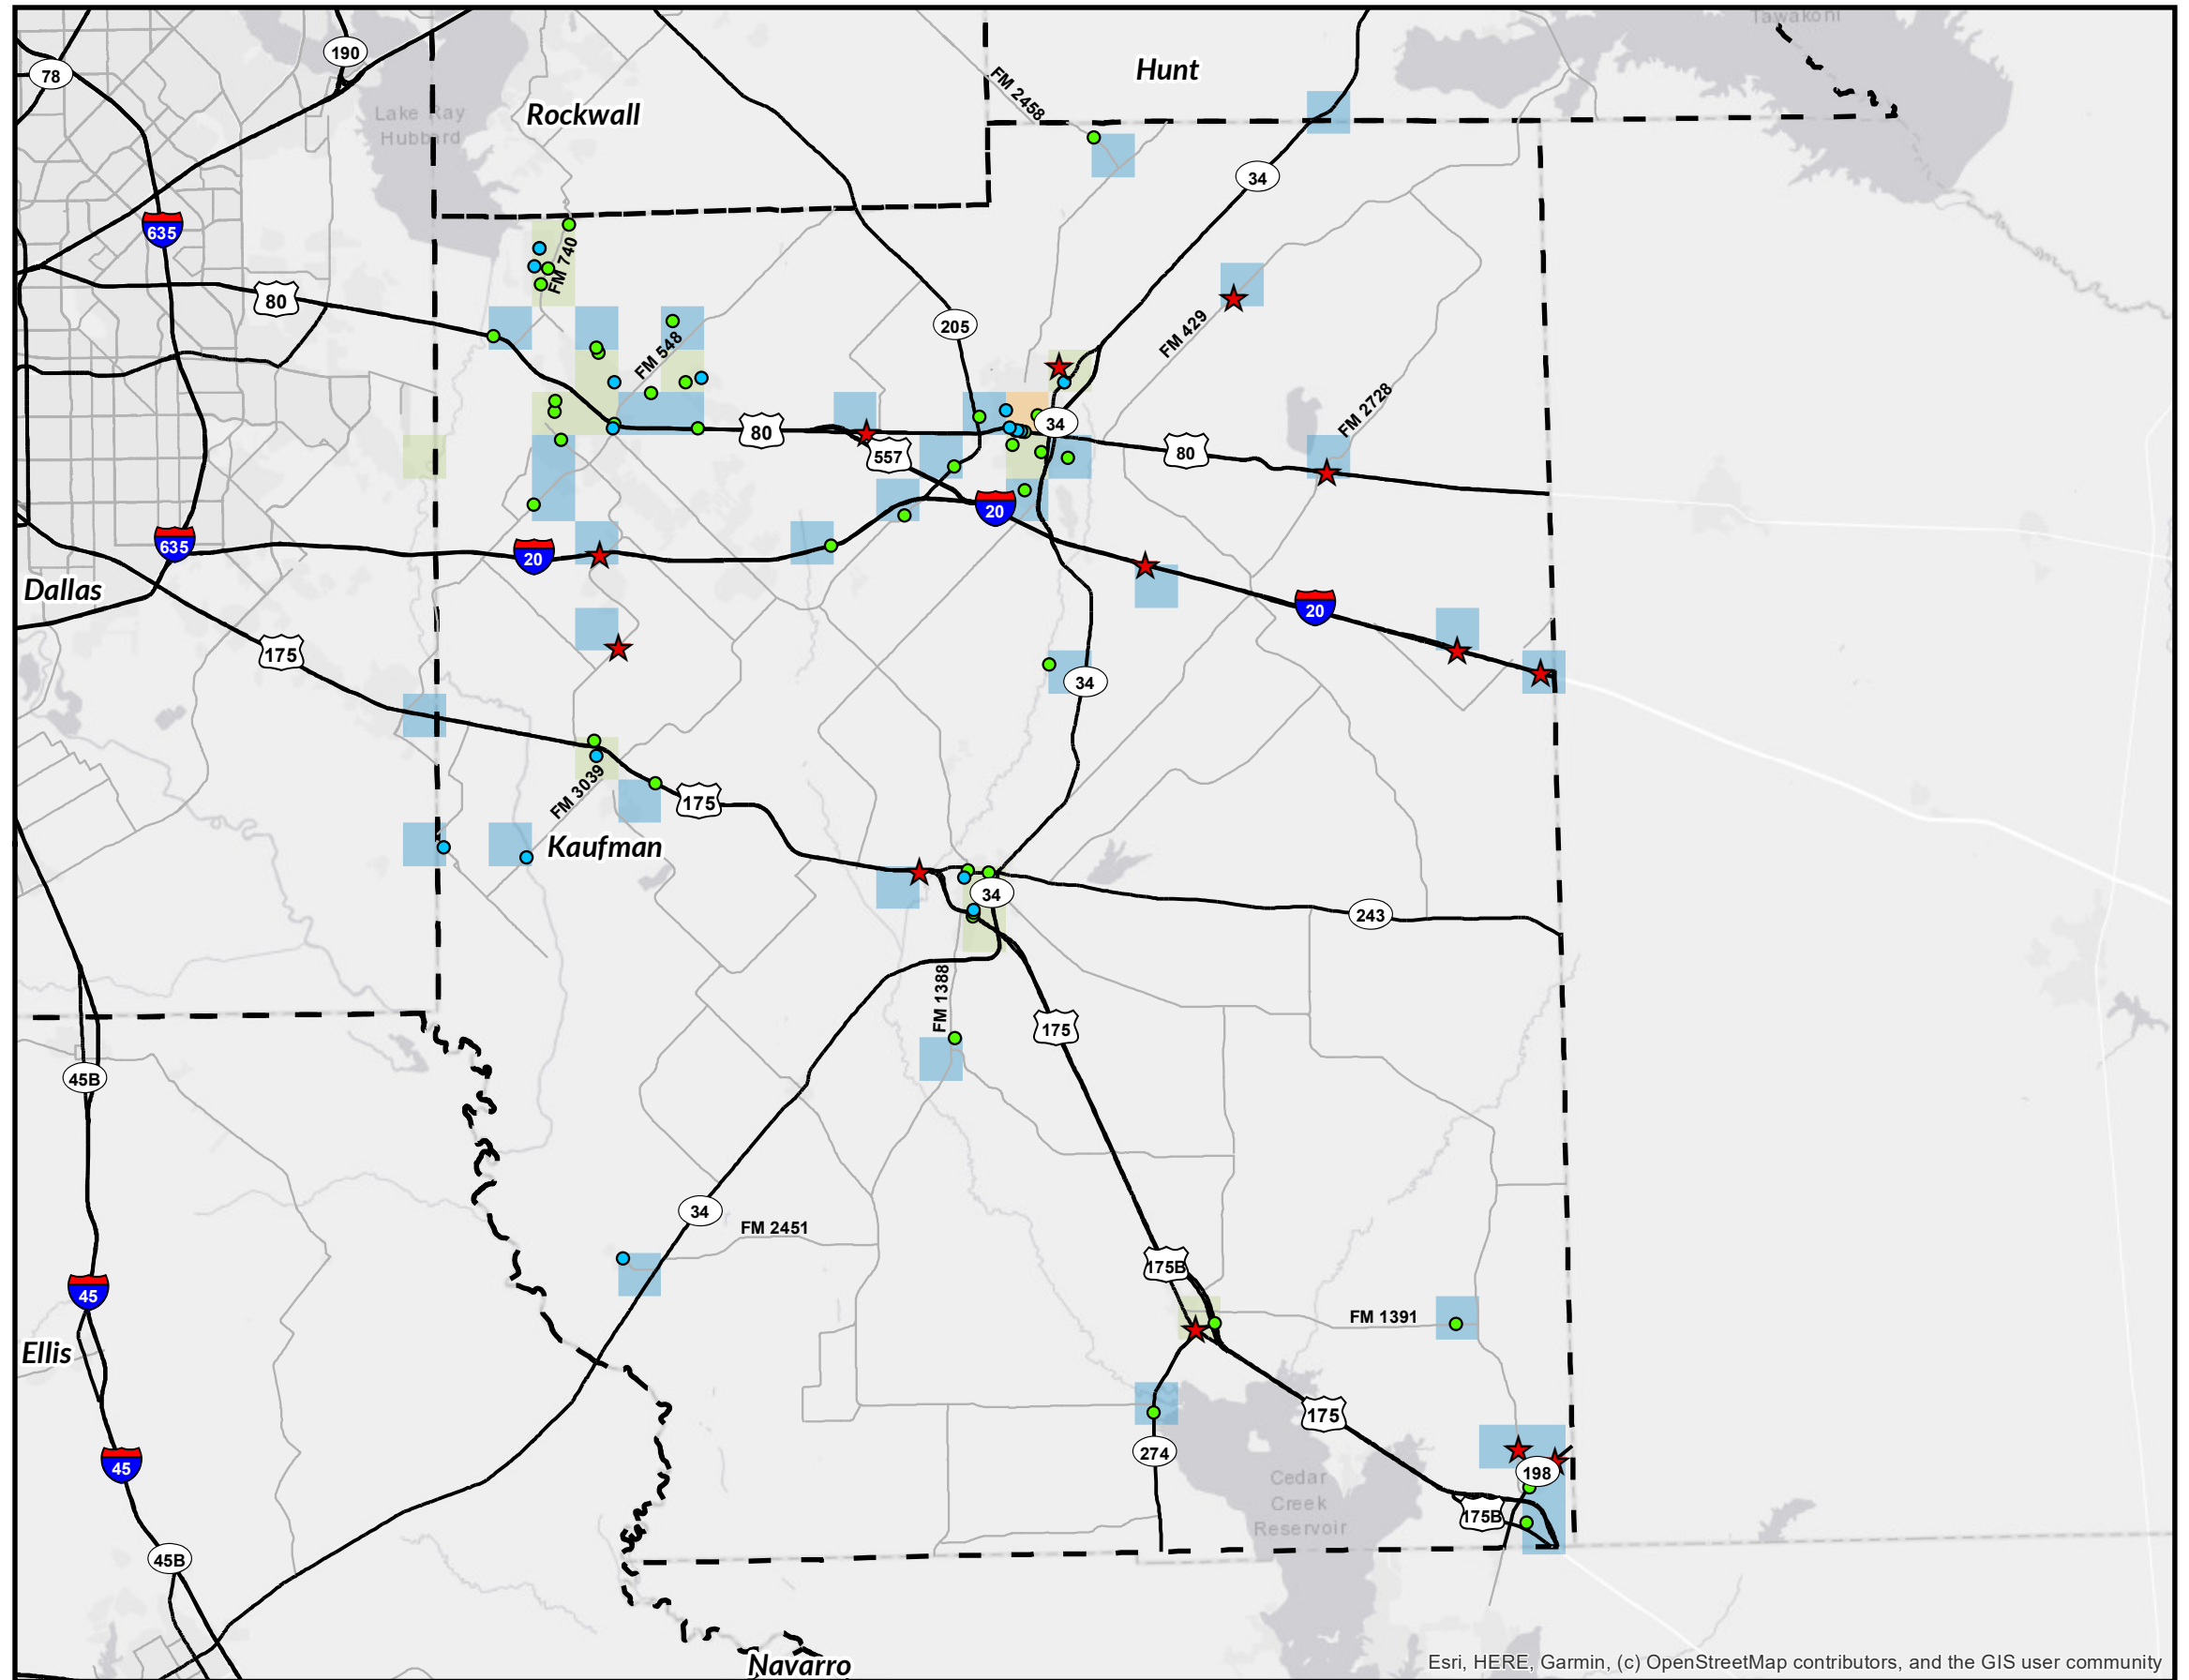 Tawakoni
190
78
Hunt
FM 2458
Rockwall
Lake Ray
Hubbard
34
635
FM 740
80
205
FM 429
FM 548
FM 2728
34
80
557
80
20
635
20
Dallas
20
175
34
FM 3039
175
Kaufman
34
243
FM 1388
175
45B
34
FM 2451
175B
45
FM 1391
Ellis
175
274
45
198
Cedar
Creek
Reservoir
175B
45B
Navarro
Esri, HERE, Garmin, (c) OpenStreetMap contributors, and the GIS user community